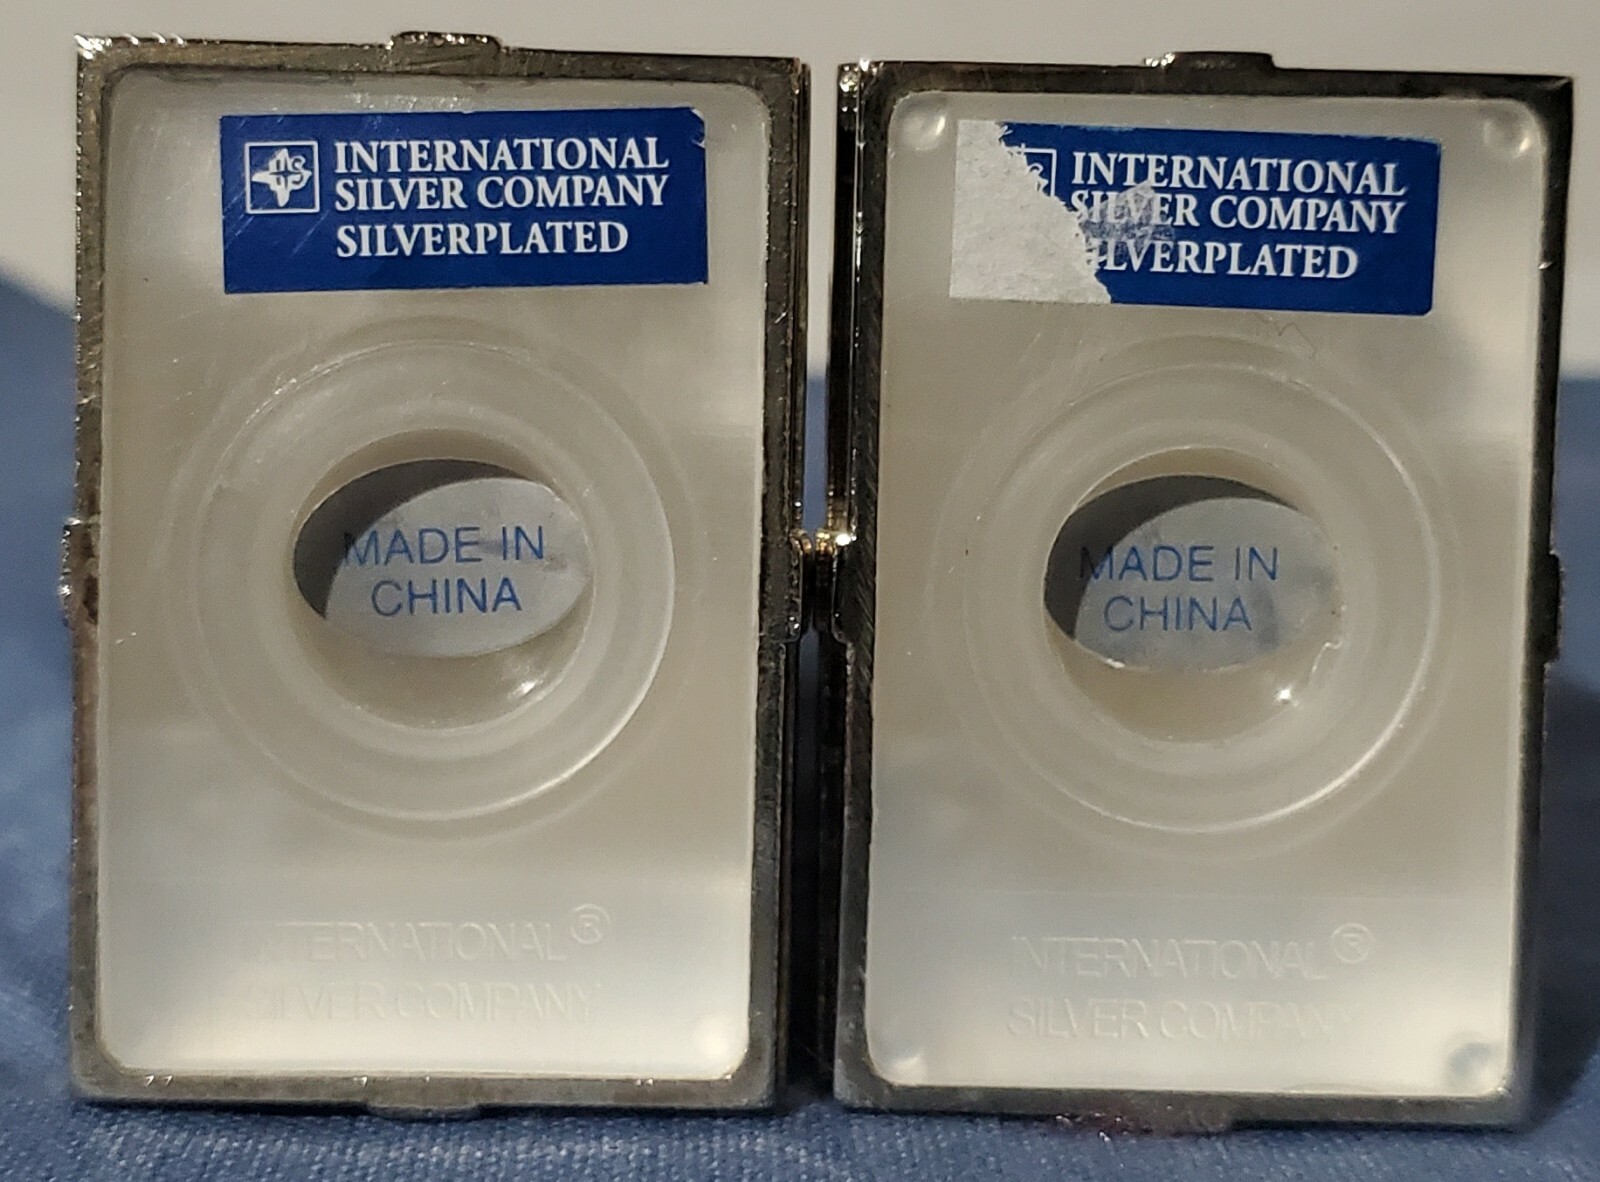 INTERNATIONAL
SILVER COMPANY
SILVERPLATED
MADE IN
CHINA
INTERNATIONAL ®
SILVER COMPANY
INTERNATIONAL
SILVER COMPANY
SILVERPLATED
MADE IN
CHINA
INTERNATIONAL ®
SILVER COMPANY